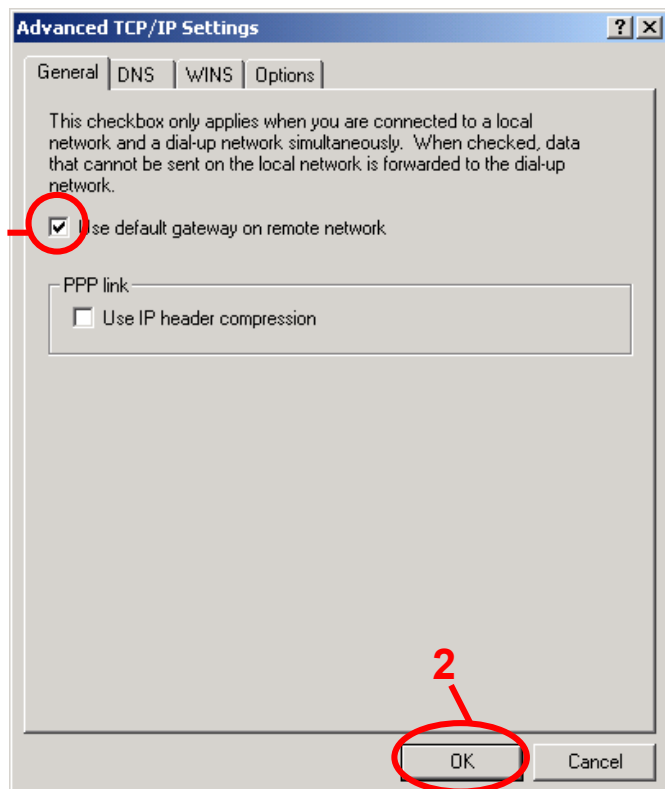 Advanced TCP/IP Settings
General DNS WINS Options
This checkbox only applies when you are connected to a local
network and a dial-up network simultaneously. When checked, data
that cannot be sent on the local network is forwarded to the dial-up
network.
Use default gateway on remote network
PPP link
Use IP header compression
2
OK Cancel